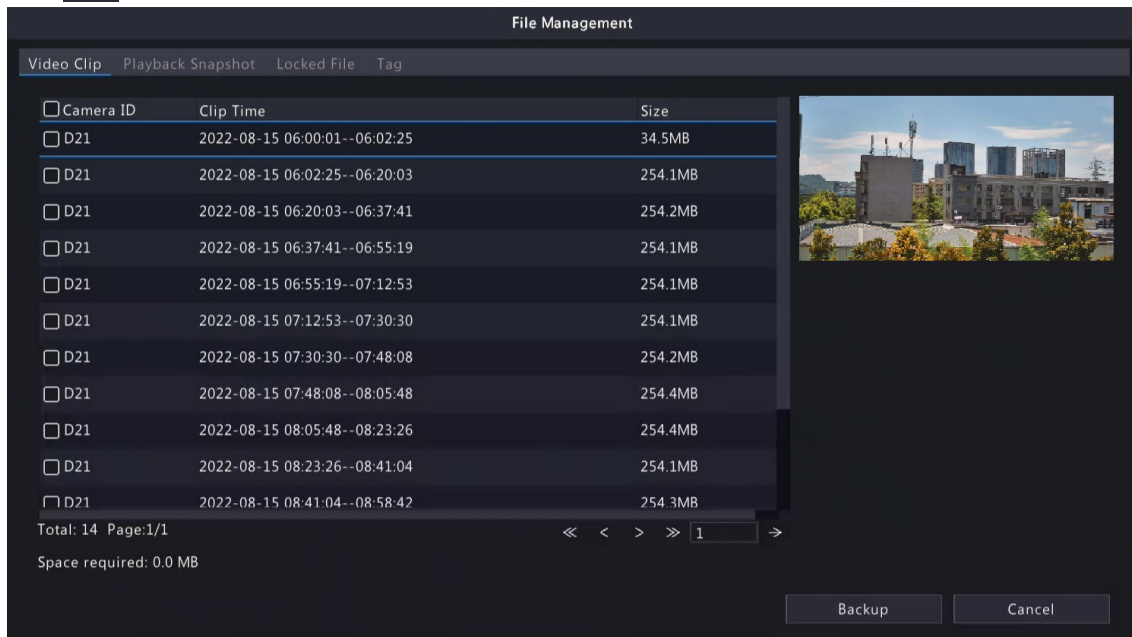 File Management
Video Clip Playback Snapshot Locked File Tag
Camera ID Clip Time Size
D21 2022-08-15 06:00:01--06:02:25 34.5MB
D21 2022-08-15 06:02:25--06:20:03 254.1MB
D21 2022-08-15 06:20:03--06:37:41 254.2MB
D21 2022-08-15 06:37:41--06:55:19 254.1MB
D21 2022-08-15 06:55:19--07:12:53 254.1MB
D21 2022-08-15 07:12:53--07:30:30 254.1MB
D21 2022-08-15 07:30:30--07:48:08 254.2MB
D21 2022-08-15 07:48:08--08:05:48 254.4MB
D21 2022-08-15 08:05:48--08:23:26 254.4MB
D21 2022-08-15 08:23:26--08:41:04 254.1MB
D21 2022-08-15 08:41:04--08:58:42 254.3MB
Total: 14 Page:1/1 ≪ < > ≫ 1 →
Space required: 0.0 MB
Backup Cancel